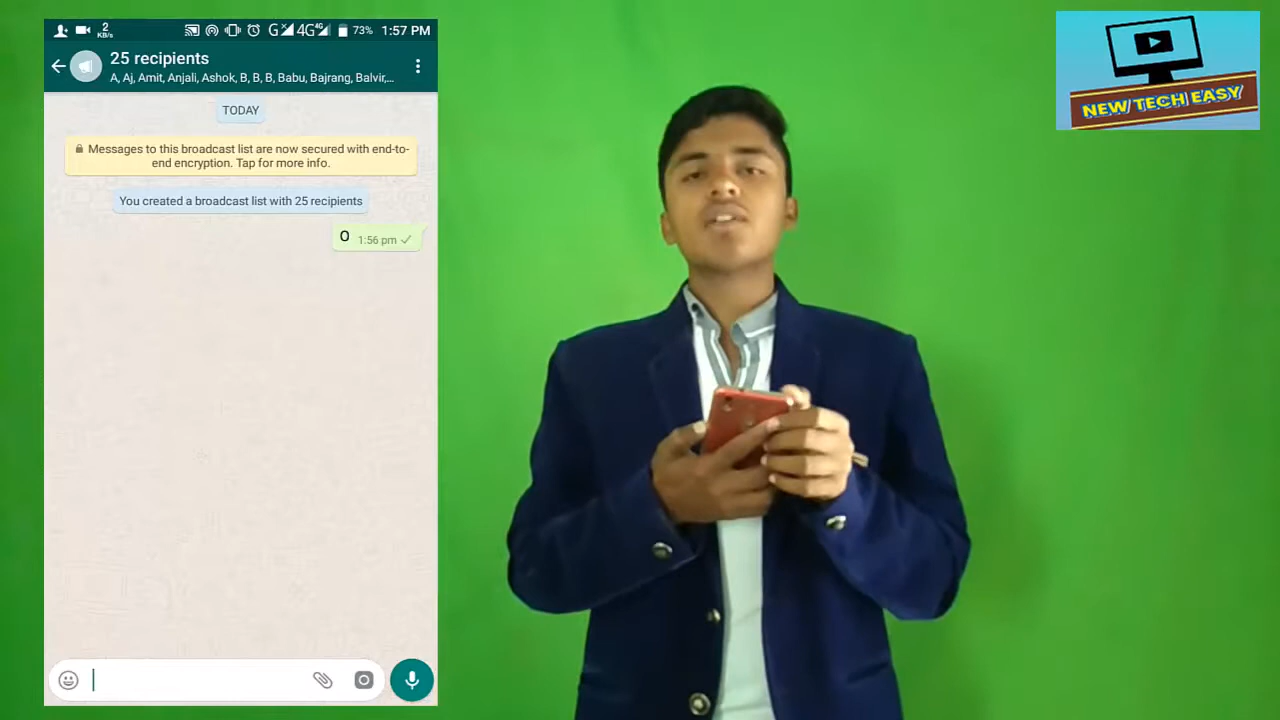 2
KB/s
G 4G 4G 73% 1:57 PM
25 recipients
A, Aj, Amit, Anjali, Ashok, B, B, B, Babu, Bajrang, Balvir,...
TODAY
Messages to this broadcast list are now secured with end-to-
end encryption. Tap for more info.
You created a broadcast list with 25 recipients
O 1:56 pm
NEW TECH EASY